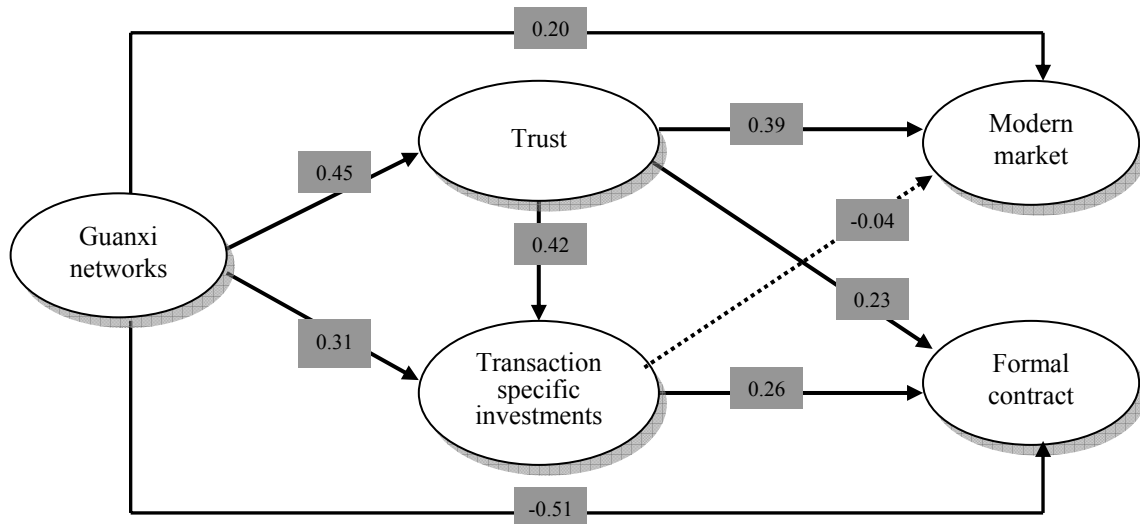 0.20
Trust
0.39
Modern
market
0.45
-0.04
Guanxi
networks
0.42
0.31
0.23
Transaction
specific
investments
0.26
Formal
contract
-0.51